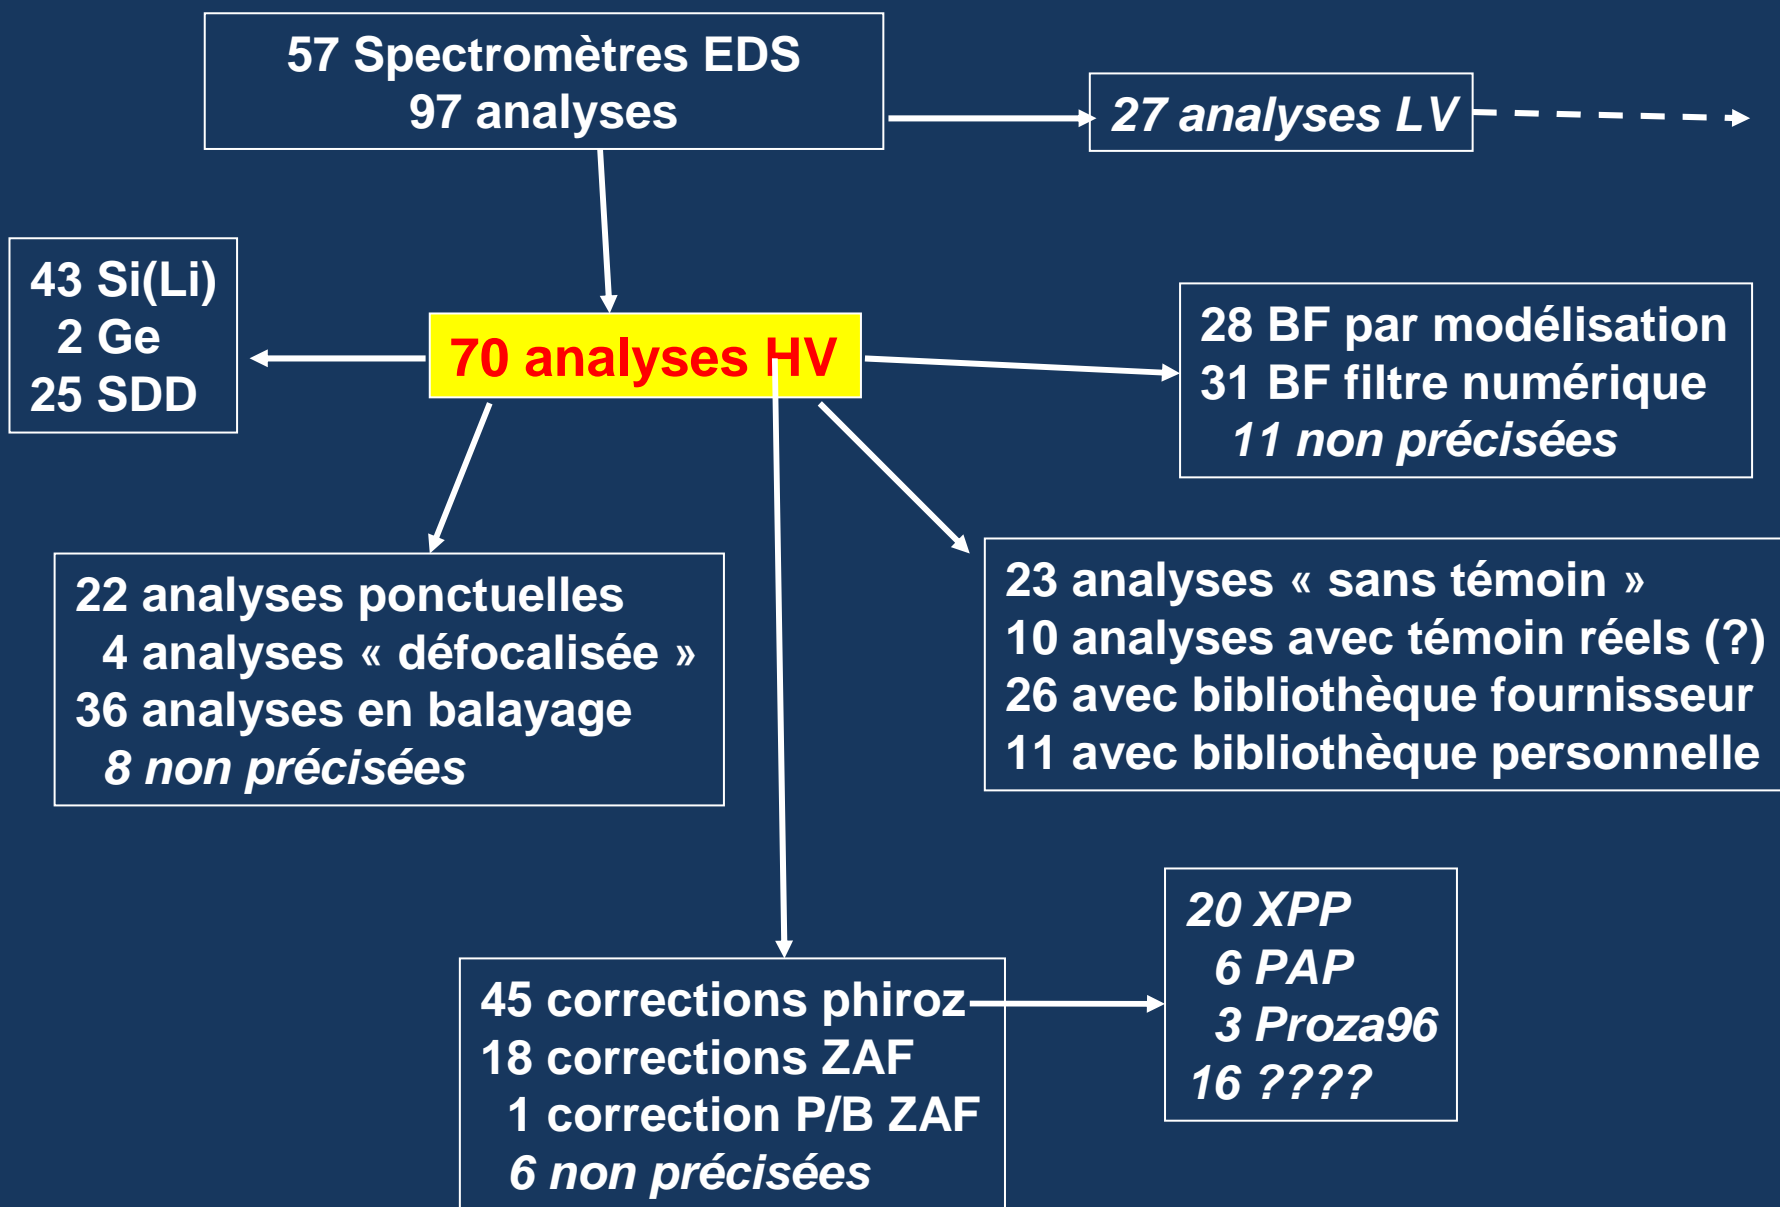 57 Spectromètres EDS
97 analyses
27 analyses LV
43 Si(Li)
2 Ge
25 SDD
70 analyses HV
28 BF par modélisation
31 BF filtre numérique
11 non précisées
22 analyses ponctuelles
4 analyses « défocalisée »
36 analyses en balayage
8 non précisées
23 analyses « sans témoin »
10 analyses avec témoin réels (?)
26 avec bibliothèque fournisseur
11 avec bibliothèque personnelle
45 corrections phiroz
18 corrections ZAF
1 correction P/B ZAF
6 non précisées
20 XPP
6 PAP
3 Proza96
16 ????